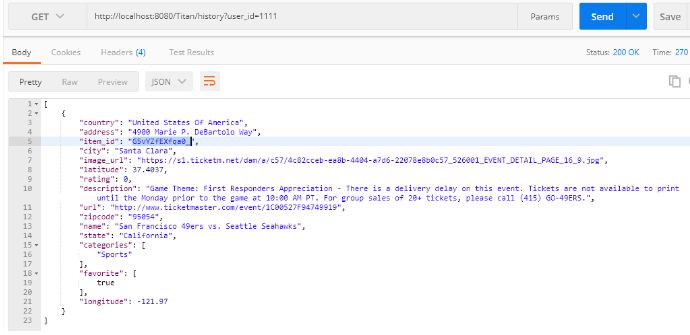 GET http://localhost:8080/Titan/history?user_id=1111 Params Send Save
Body Cookies Headers (4) Test Results Status: 200 OK Time: 270
Pretty Raw Preview JSON
1 [
2 {
3 "country": "United States Of America",
4 "address": "4900 Marie P. DeBartolo Way",
5 "item_id": "G5vYZfEXfoa0_",
6 "city": "Santa Clara",
7 "image_url": "https://s1.ticketm.net/dam/a/c57/4c82cceb-ea8b-4404-a7d6-22078e8b0c57_526001_EVENT_DETAIL_PAGE_16_9.jpg",
8 "latitude": 37.4037,
9 "rating": 0,
10 "description": "Game Theme: First Responders Appreciation - There is a delivery delay on this event. Tickets are not available to print
until the Monday prior to the game at 10:00 AM PT. For group sales of 20+ tickets, please call (415) GO-49ERS.",
11 "url": "http://www.ticketmaster.com/event/1C00527F94749919",
12 "zipcode": "95054",
13 "name": "San Francisco 49ers vs. Seattle Seahawks",
14 "state": "California",
15 "categories": [
16 "Sports"
17 ],
18 "favorite": [
19 true
20 ],
21 "longitude": -121.97
22 }
23 ]